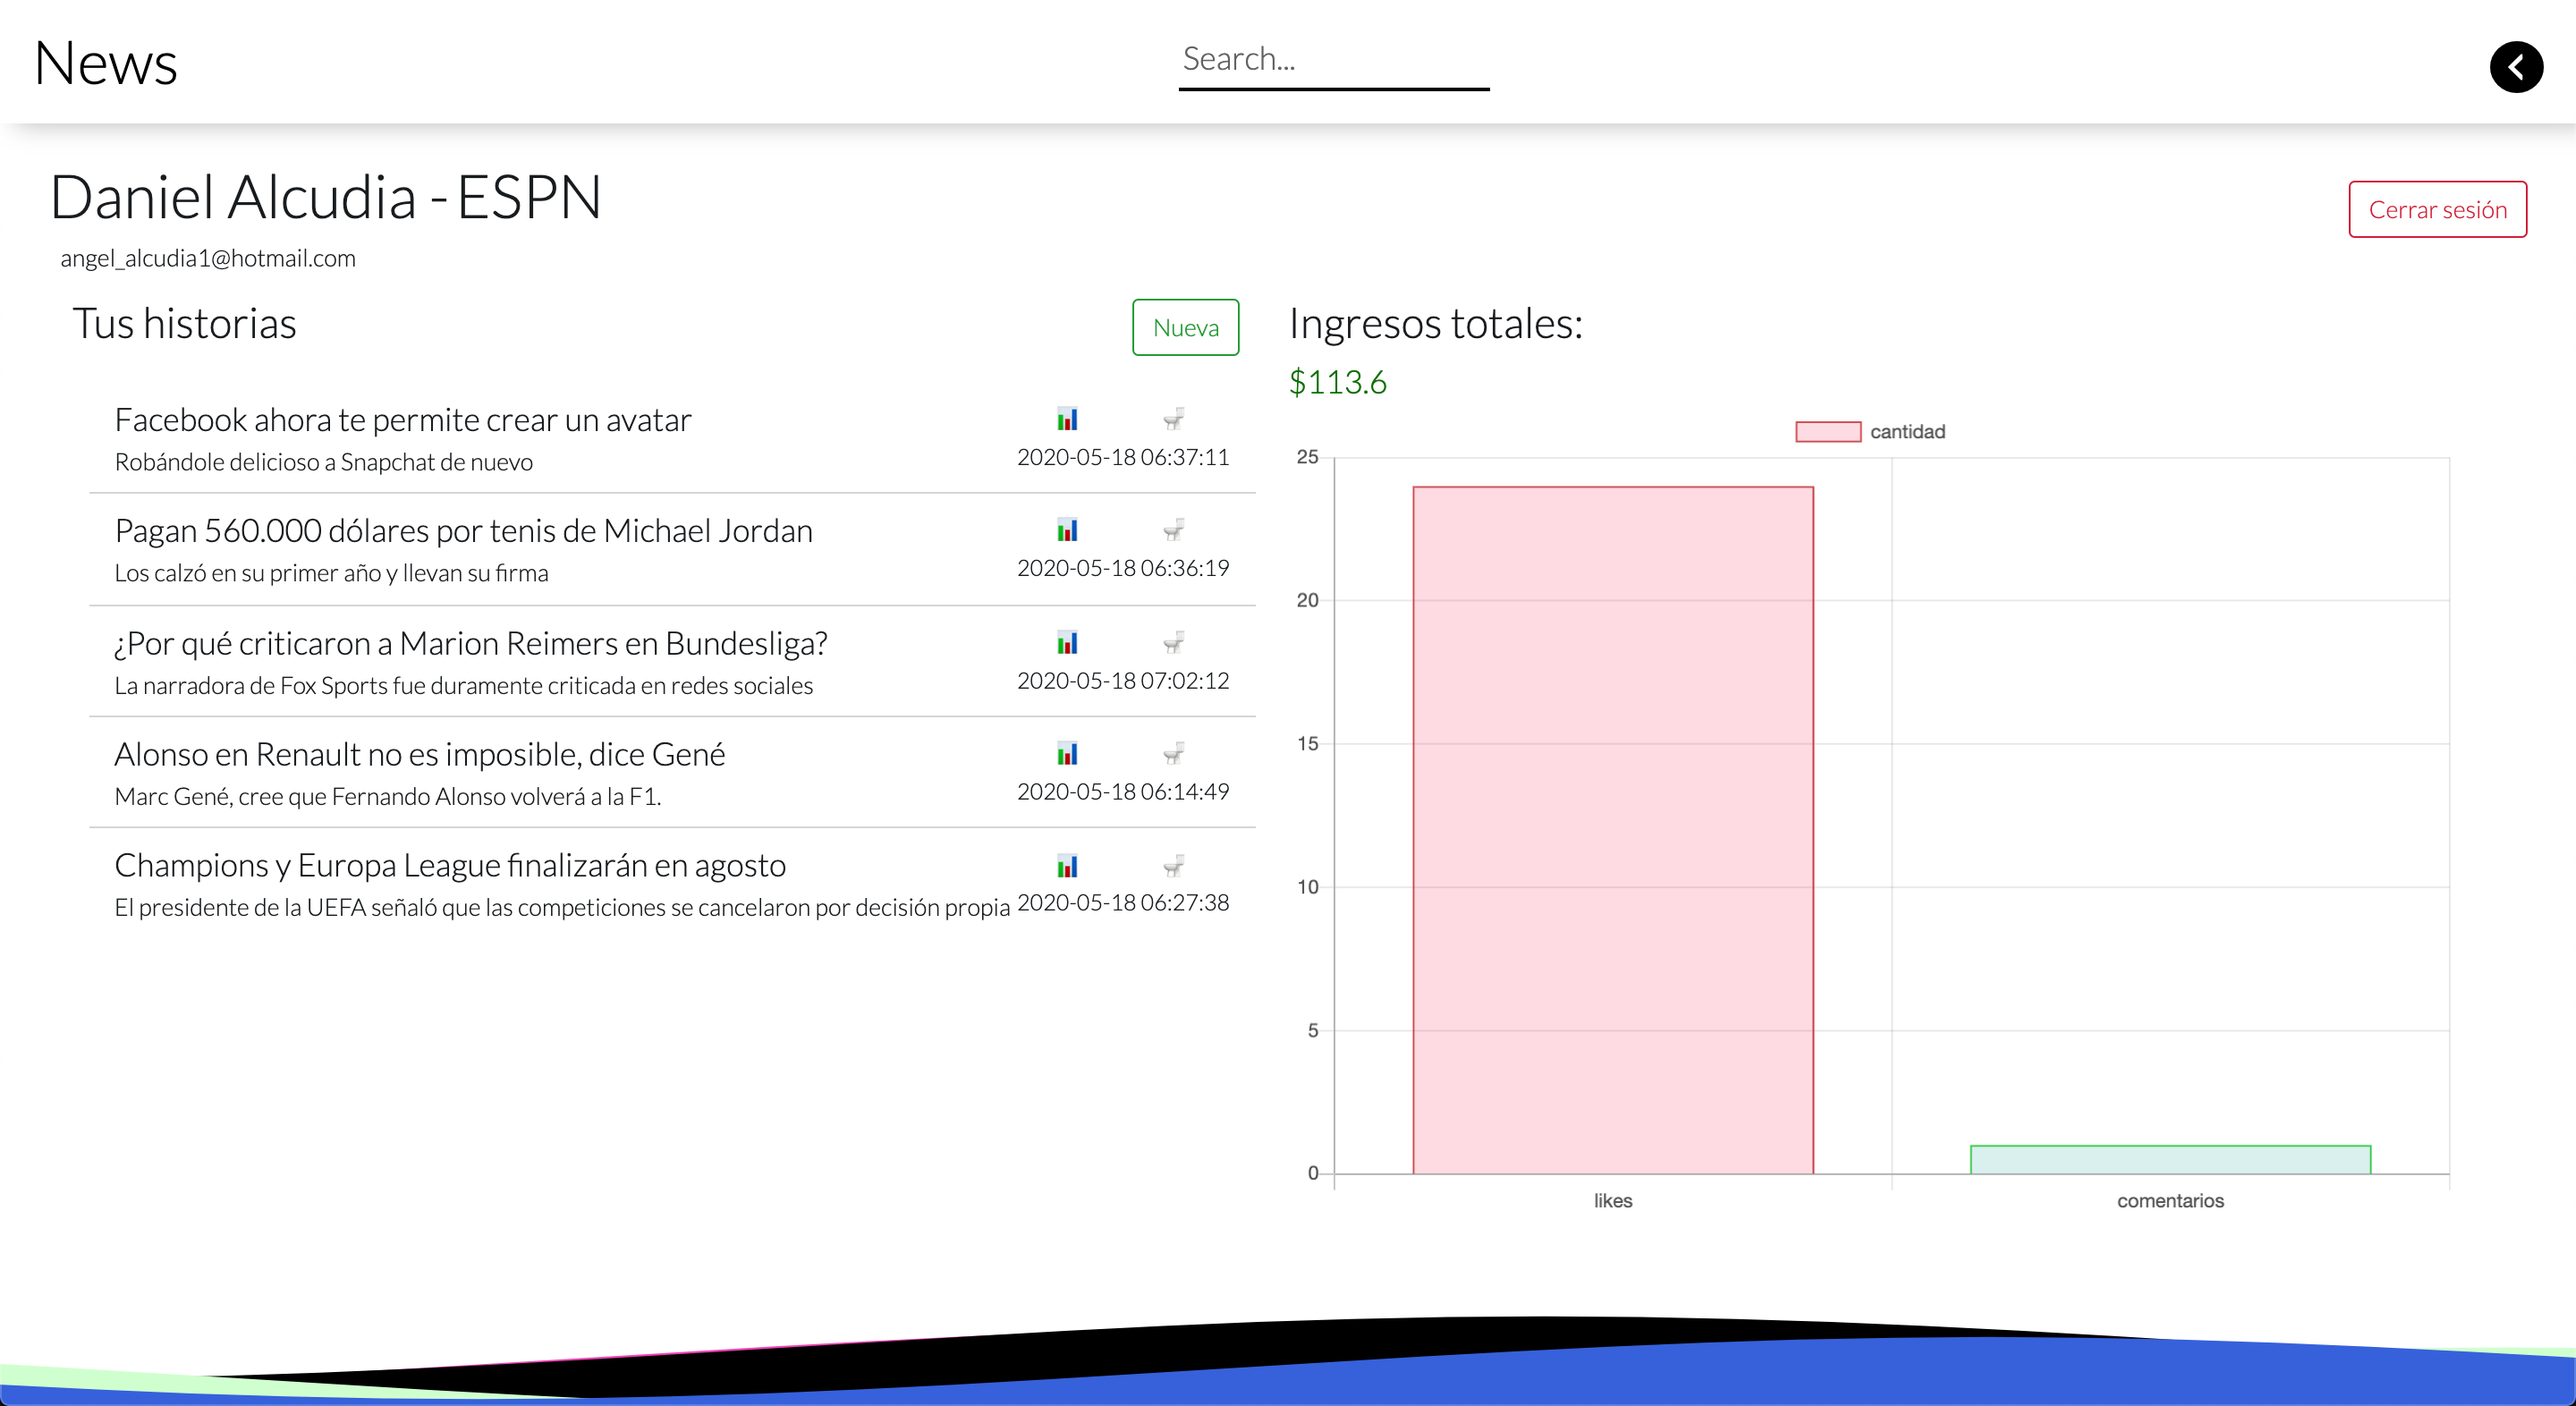 News
Search...
Daniel Alcudia - ESPN
Cerrar sesión
angel_alcudia1@hotmail.com
Tus historias
Nueva
Facebook ahora te permite crear un avatar
Robándole delicioso a Snapchat de nuevo
2020-05-18 06:37:11
Pagan 560.000 dólares por tenis de Michael Jordan
Los calzó en su primer año y llevan su firma
2020-05-18 06:36:19
¿Por qué criticaron a Marion Reimers en Bundesliga?
La narradora de Fox Sports fue duramente criticada en redes sociales
2020-05-18 07:02:12
Alonso en Renault no es imposible, dice Gené
Marc Gené, cree que Fernando Alonso volverá a la F1.
2020-05-18 06:14:49
Champions y Europa League finalizarán en agosto
El presidente de la UEFA señaló que las competiciones se cancelaron por decisión propia
2020-05-18 06:27:38
Ingresos totales:
$113.6
cantidad
25
20
15
10
5
0
likes
comentarios